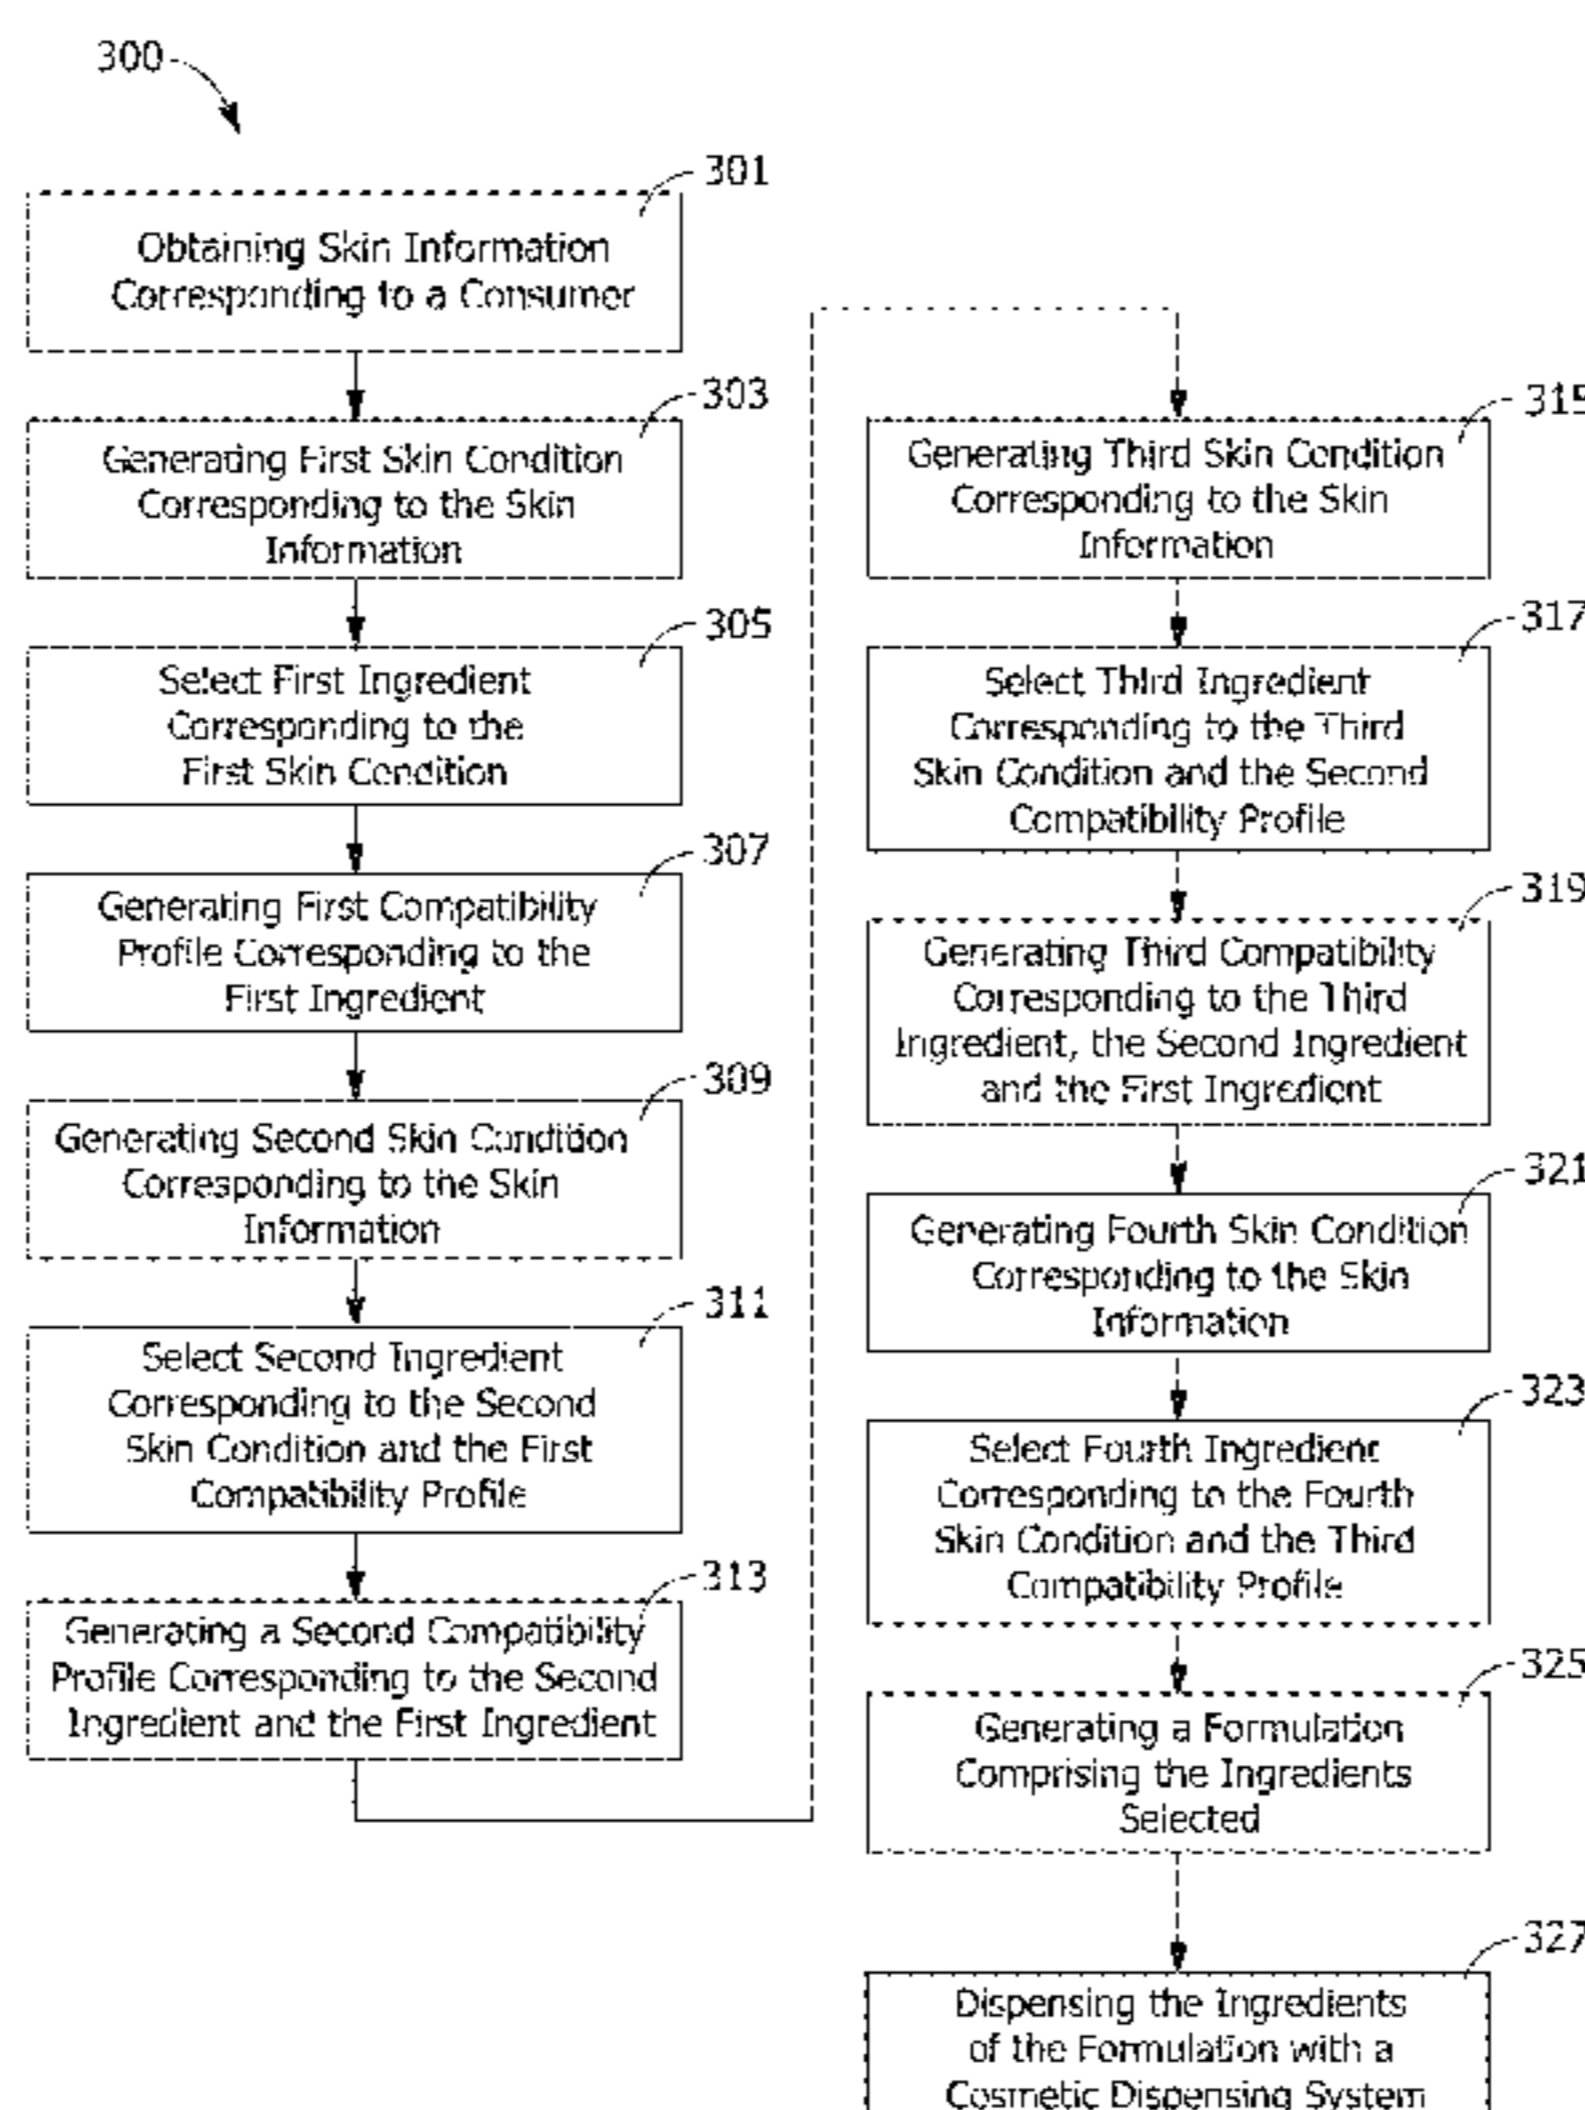 300
301
Obtaining Skin Information
Corresponding to a Consumer
303
Generating First Skin Condition
Corresponding to the Skin
Information
305
Select First Ingredient
Corresponding to the
First Skin Condition
307
Generating First Compatibility
Profile Corresponding to the
First Ingredient
309
Generating Second Skin Condition
Corresponding to the Skin
Information
311
Select Second Ingredient
Corresponding to the Second
Skin Condition and the First
Compatibility Profile
313
Generating a Second Compatibility
Profile Corresponding to the Second
Ingredient and the First Ingredient
315
Generating Third Skin Condition
Corresponding to the Skin
Information
317
Select Third Ingredient
Corresponding to the Third
Skin Condition and the Second
Compatibility Profile
319
Generating Third Compatibility
Corresponding to the Third
Ingredient, the Second Ingredient
and the First Ingredient
321
Generating Fourth Skin Condition
Corresponding to the Skin
Information
323
Select Fourth Ingredient
Corresponding to the Fourth
Skin Condition and the Third
Compatibility Profile
325
Generating a Formulation
Comprising the Ingredients
Selected
327
Dispensing the Ingredients
of the Formulation with a
Cosmetic Dispensing System